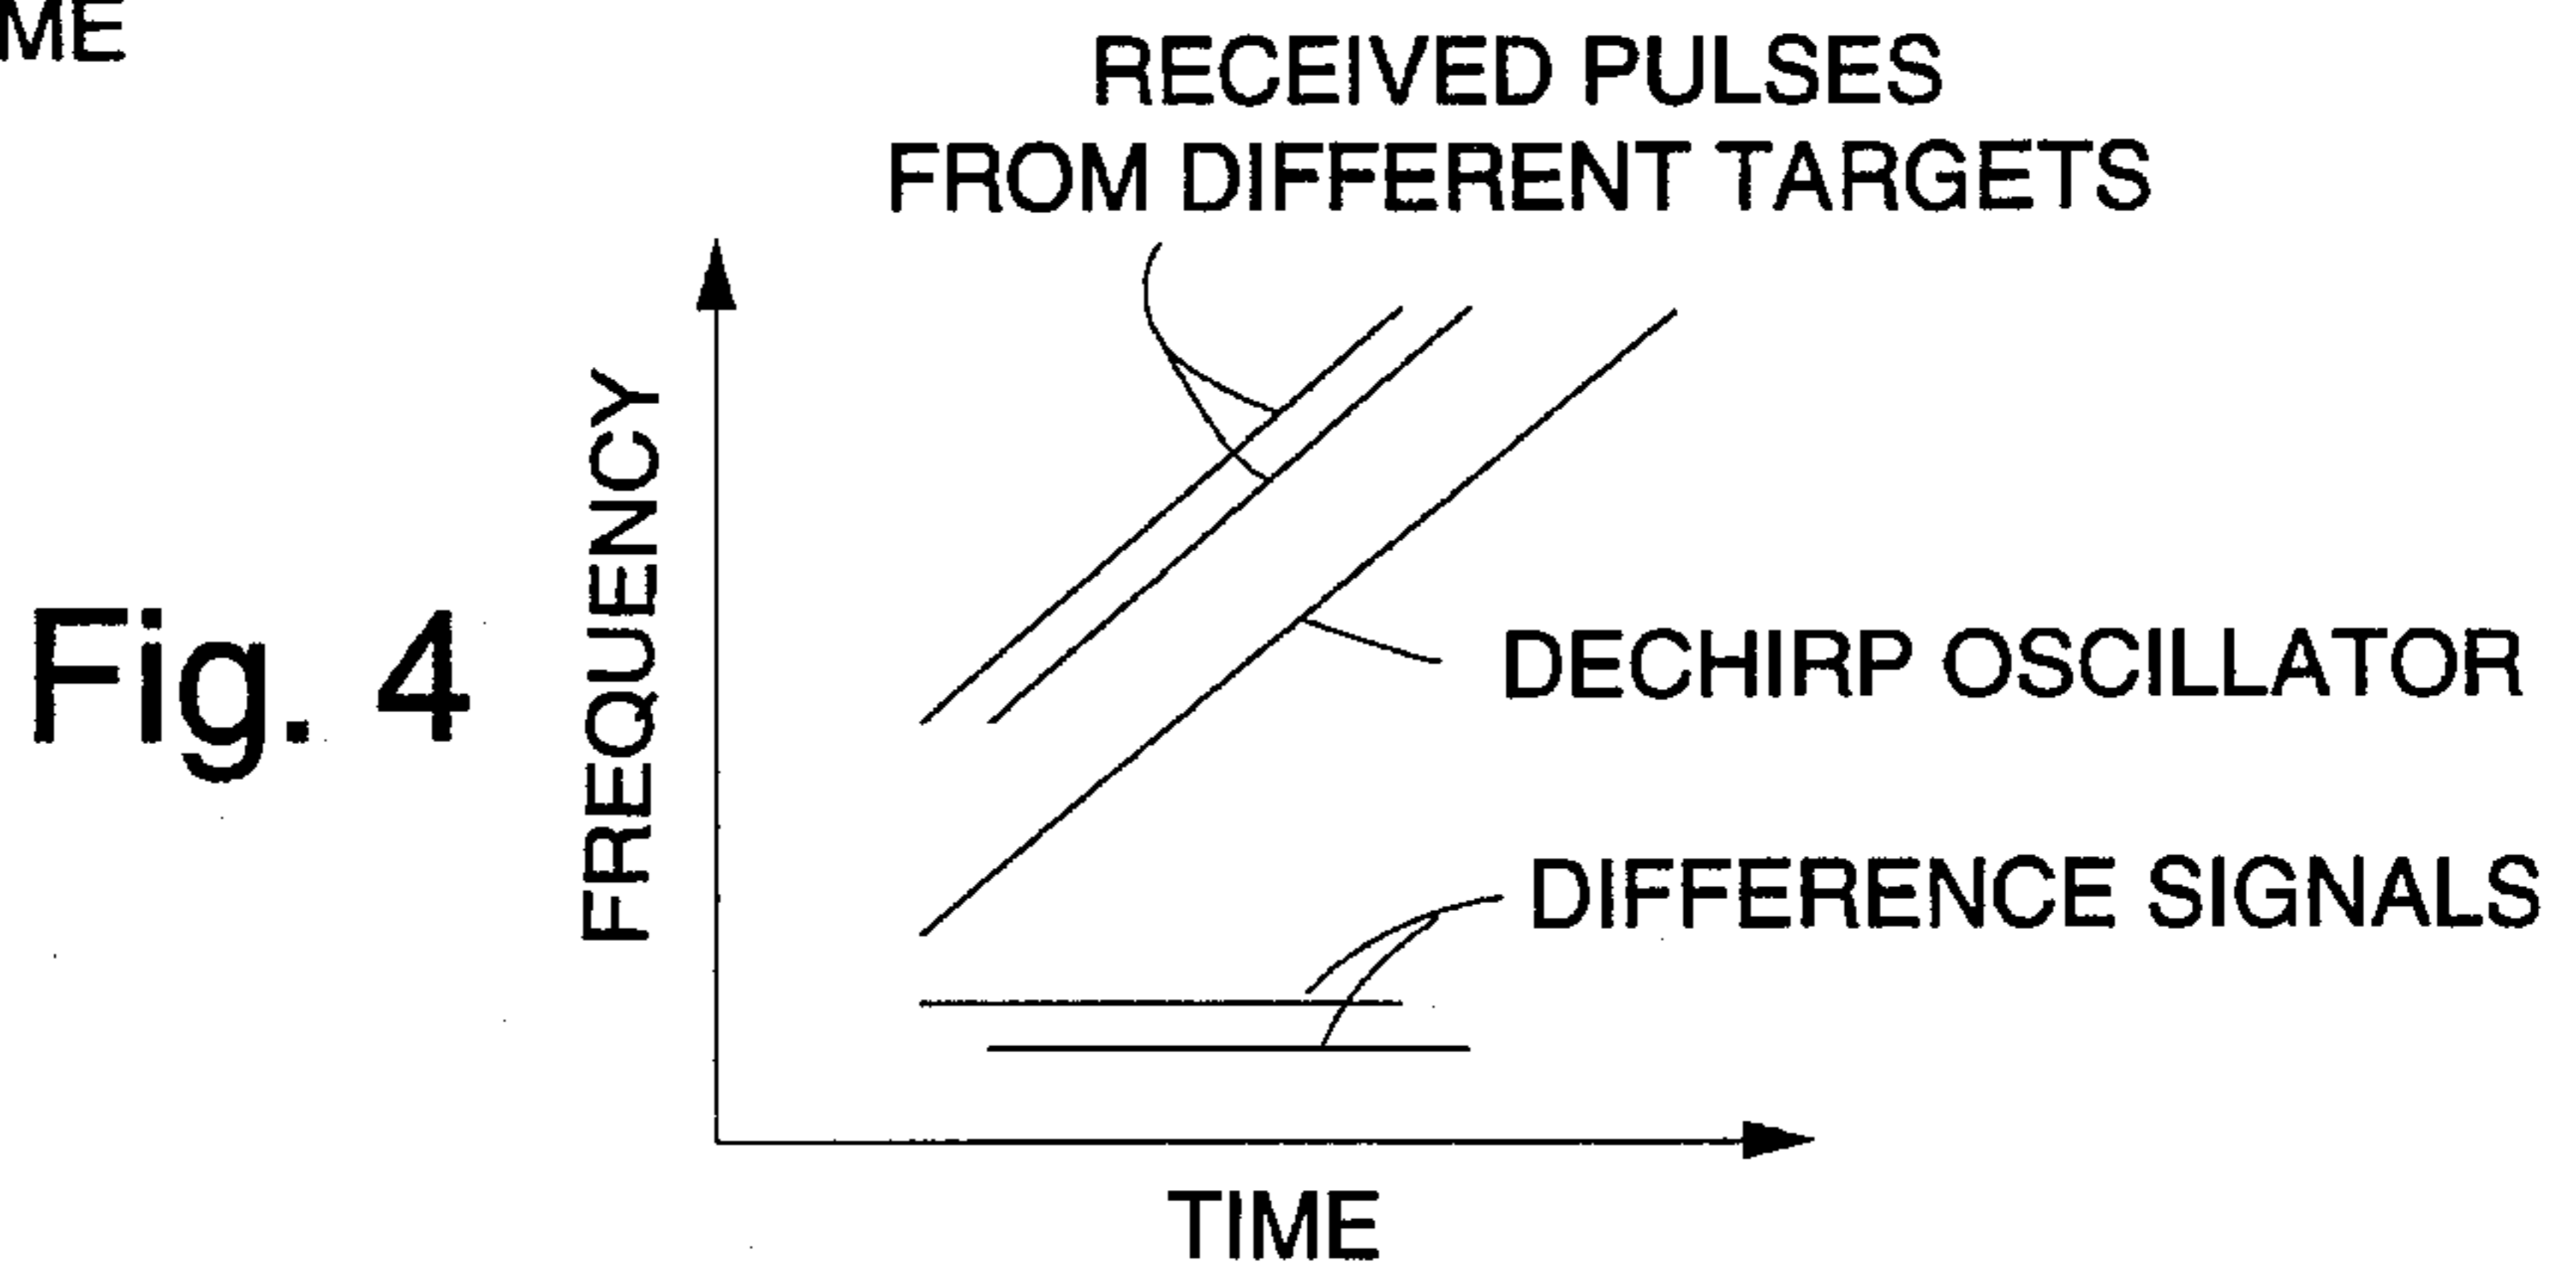 ME
RECEIVED PULSES
FROM DIFFERENT TARGETS
FREQUENCY
Fig. 4
DECHIRP OSCILLATOR
DIFFERENCE SIGNALS
TIME